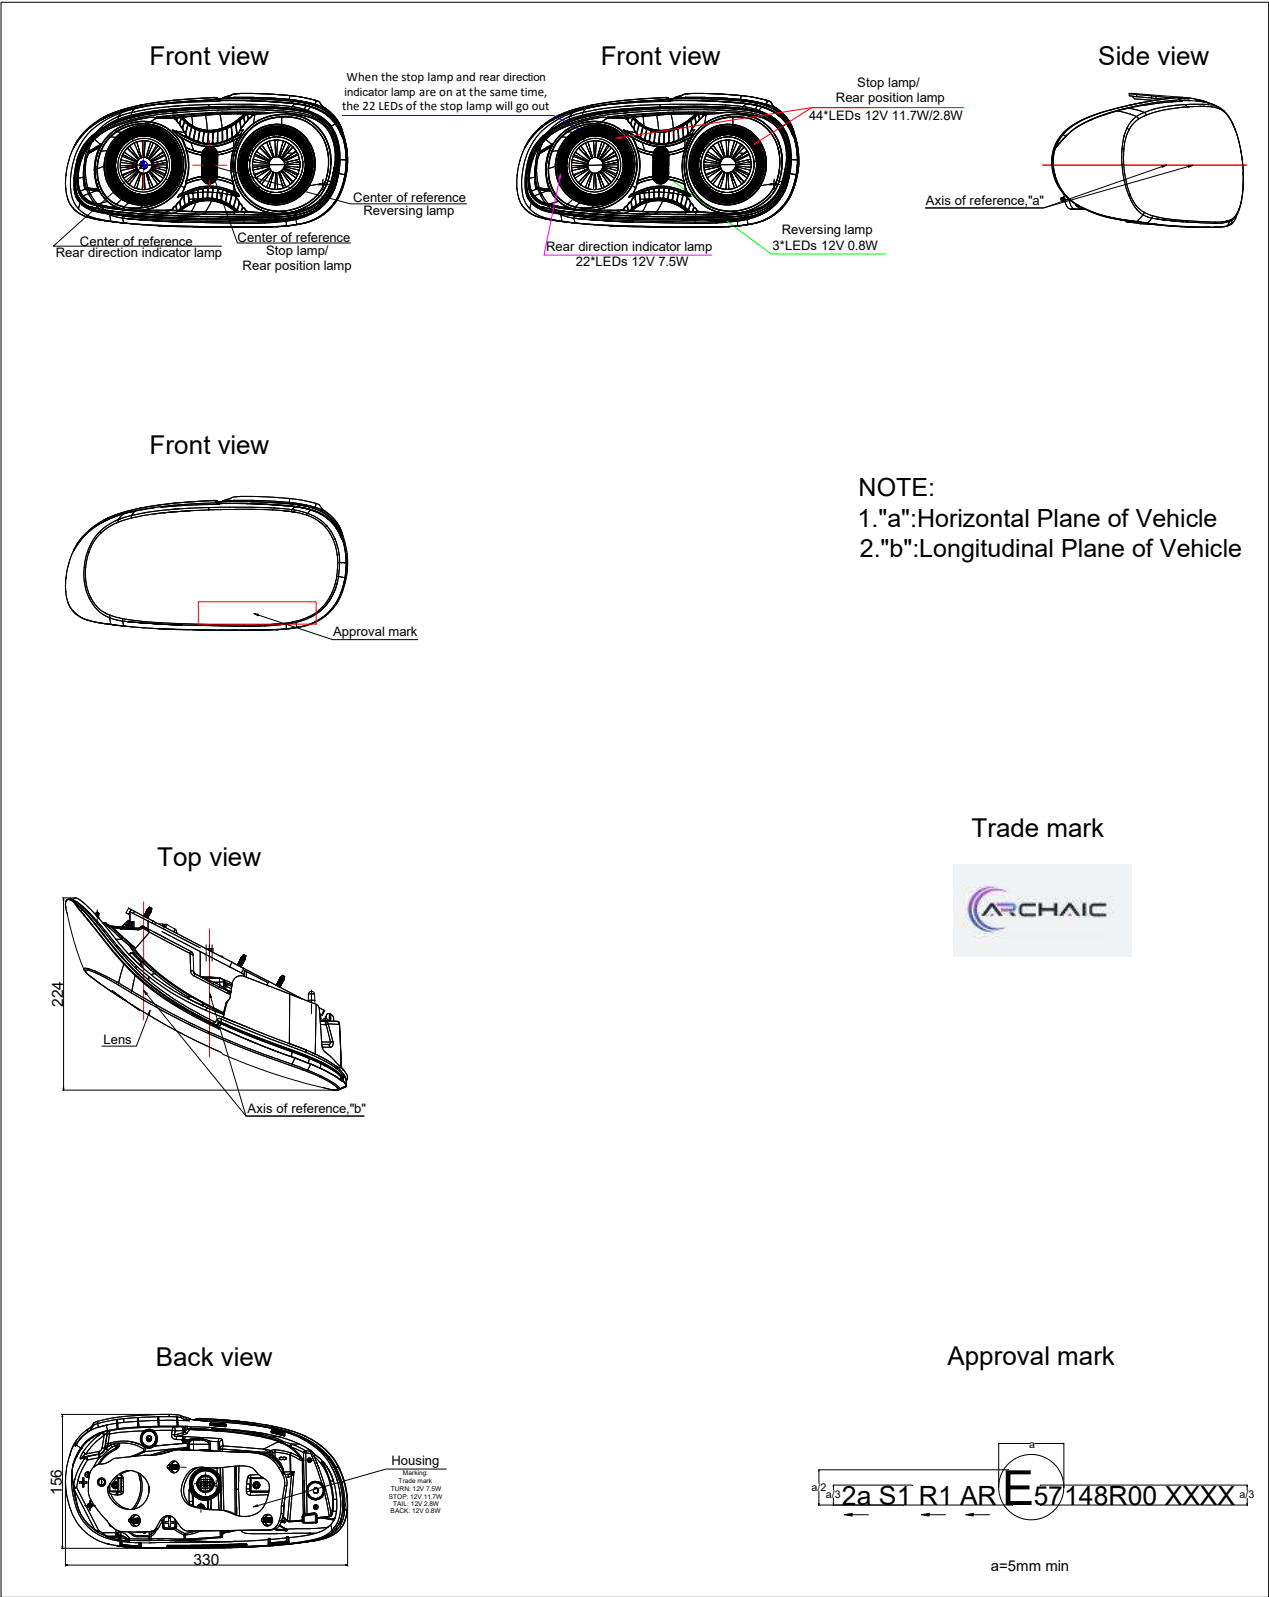 Front view
Front view
Side view
When the stop lamp and rear direction
indicator lamp are on at the same time,
the 22 LEDs of the stop lamp will go out
Stop lamp/
Rear position lamp
44*LEDs 12V 11.7W/2.8W
Center of reference
Reversing lamp
Center of reference
Rear direction indicator lamp
Center of reference
Stop lamp/
Rear position lamp
Rear direction indicator lamp
22*LEDs 12V 7.5W
Reversing lamp
3*LEDs 12V 0.8W
Axis of reference,"a"
Front view
Approval mark
NOTE:
1."a":Horizontal Plane of Vehicle
2."b":Longitudinal Plane of Vehicle
Top view
224
Lens
Axis of reference,"b"
Trade mark
ARCHAIC
Back view
156
330
Housing
Marking:
Trade mark
TURN: 12V 7.5W
STOP: 12V 11.7W
TAIL: 12V 2.8W
BACK: 12V 0.8W
Approval mark
a
a/2
a/3
2a S1 R1 AR E 57 148R00 XXXX
a/3
a=5mm min